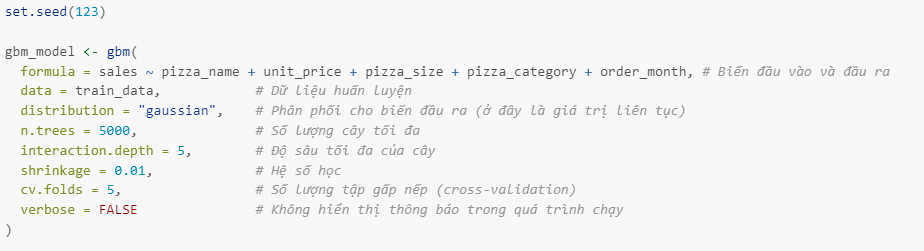 set.seed(123)
gbm_model <- gbm(
formula = sales ~ pizza_name + unit_price + pizza_size + pizza_category + order_month, # Biến đầu vào và đầu ra
data = train_data, # Dữ liệu huấn luyện
distribution = "gaussian", # Phân phối cho biến đầu ra (ở đây là giá trị liên tục)
n.trees = 5000, # Số lượng cây tối đa
interaction.depth = 5, # Độ sâu tối đa của cây
shrinkage = 0.01, # Hệ số học
cv.folds = 5, # Số lượng tập gấp nếp (cross-validation)
verbose = FALSE # Không hiển thị thông báo trong quá trình chạy
)